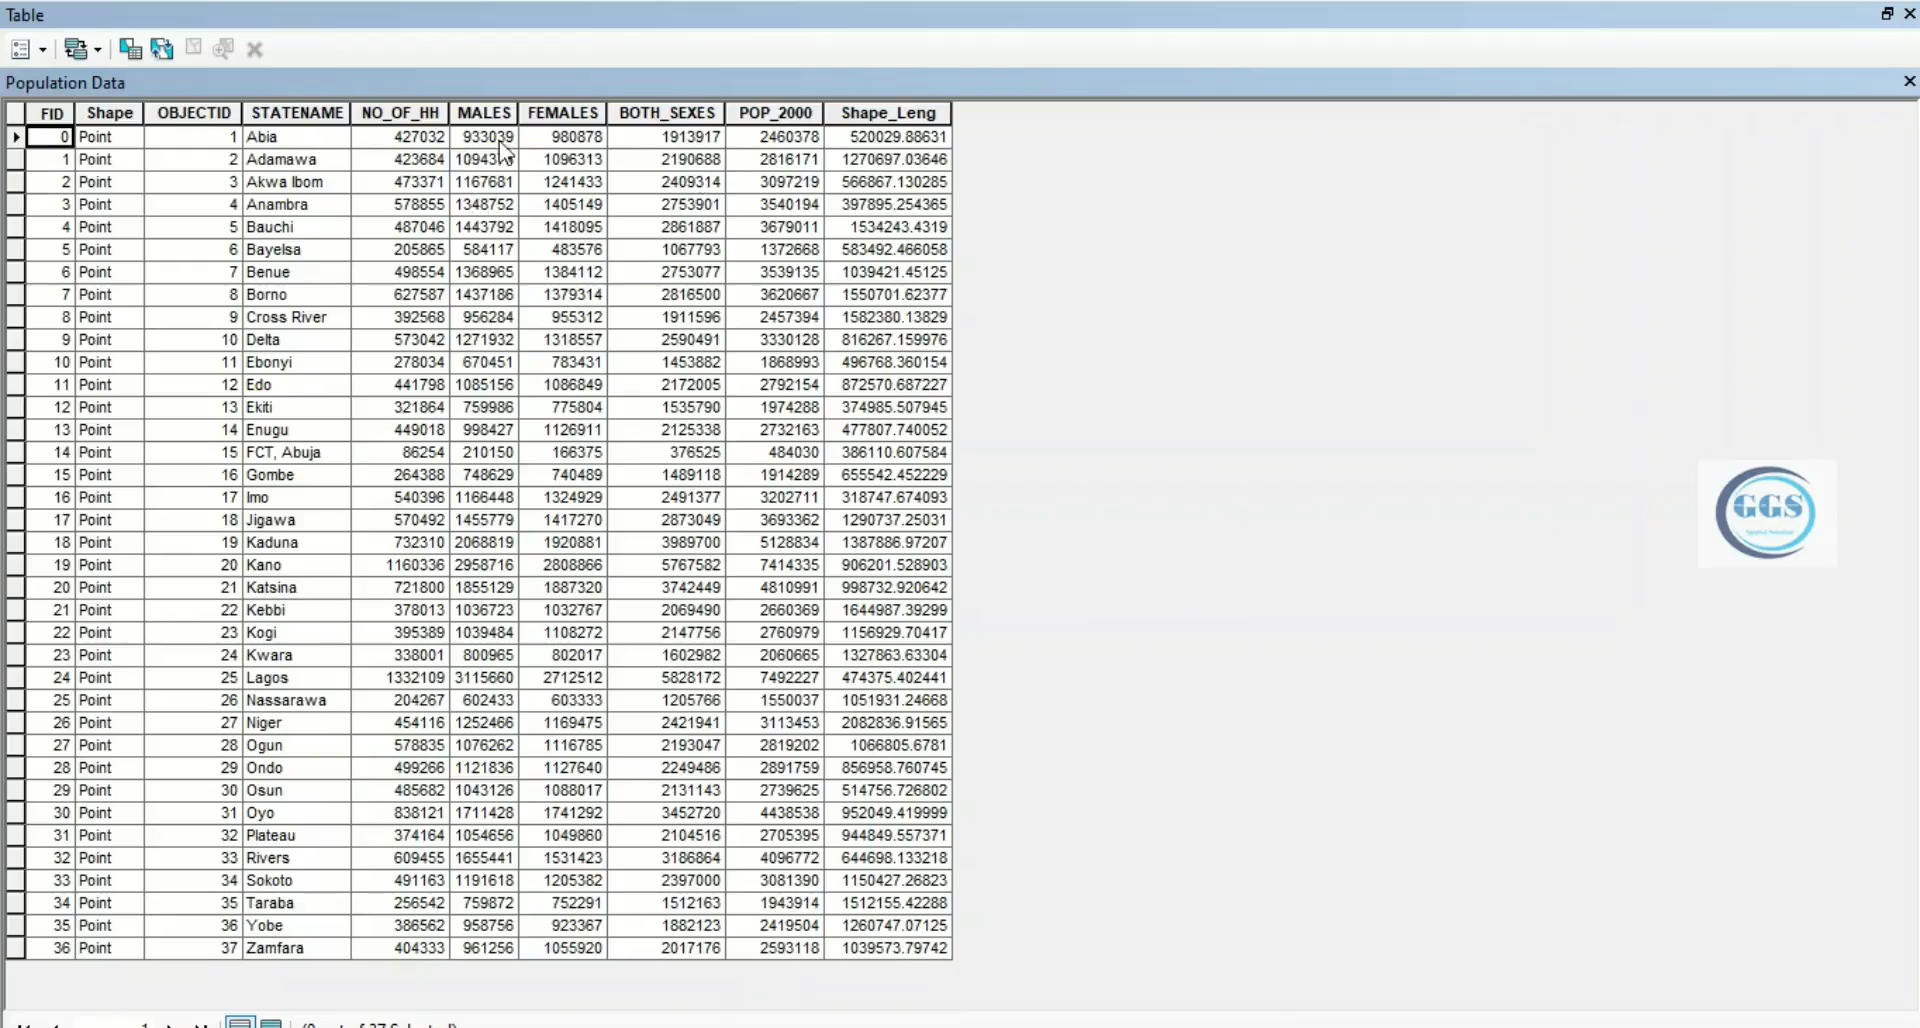 Table
Population Data
FID Shape OBJECTID STATENAME NO_OF_HH MALES FEMALES BOTH_SEXES POP_2000 Shape_Leng
0 Point 1 Abia 427032 933039 980878 1913917 2460378 520029.88631
1 Point 2 Adamawa 423684 1096313 2190688 2816171 1270697.03646
2 Point 3 Akwa Ibom 473371 1167681 1241433 2409314 3097219 566867.130285
3 Point 4 Anambra 578855 1348752 1405149 2753901 3540194 397895.254365
4 Point 5 Bauchi 487046 1443792 1418095 2861887 3679011 1534243.4319
5 Point 6 Bayelsa 205865 584117 483576 1067793 1372668 583492.466058
6 Point 7 Benue 498554 1368965 1384112 2753077 3539135 1039421.45125
7 Point 8 Borno 627587 1437186 1379314 2816500 3620667 1550701.62377
8 Point 9 Cross River 392568 956284 955312 1911596 2457394 1582380.13829
9 Point 10 Delta 573042 1271932 1318557 2590491 3330128 816267.159976
10 Point 11 Ebonyi 278034 670451 783431 1453882 1868993 496768.360154
11 Point 12 Edo 441798 1085156 1086849 2172005 2792154 872570.687227
12 Point 13 Ekiti 321864 759986 775804 1535790 1974288 374985.507945
13 Point 14 Enugu 449018 998427 1126911 2125338 2732163 477807.740052
14 Point 15 FCT, Abuja 86254 210150 166375 376525 484030 386110.607584
15 Point 16 Gombe 264388 748629 740489 1489118 1914289 655542.452229
16 Point 17 Imo 540396 1166448 1324929 2491377 3202711 318747.674093
17 Point 18 Jigawa 570492 1455779 1417270 2873049 3693362 1290737.25031
18 Point 19 Kaduna 732310 2068819 1920881 3989700 5128834 1387886.97207
19 Point 20 Kano 1160336 2958716 2808866 5767582 7414335 906201.528903
20 Point 21 Katsina 721800 1855129 1887320 3742449 4810991 998732.920642
21 Point 22 Kebbi 378013 1036723 1032767 2069490 2660369 1644987.39299
22 Point 23 Kogi 395389 1039484 1108272 2147756 2760979 1156929.70417
23 Point 24 Kwara 338001 800965 802017 1602982 2060665 1327863.63304
24 Point 25 Lagos 1332109 3115660 2712512 5828172 7492227 474375.402441
25 Point 26 Nassarawa 204267 602433 603333 1205766 1550037 1051931.24668
26 Point 27 Niger 454116 1252466 1169475 2421941 3113453 2082836.91565
27 Point 28 Ogun 578835 1076262 1116785 2193047 2819202 1066805.6781
28 Point 29 Ondo 499266 1121836 1127640 2249486 2891759 856958.760745
29 Point 30 Osun 485682 1043126 1088017 2131143 2739625 514756.726802
30 Point 31 Oyo 838121 1711428 1741292 3452720 4438538 952049.419999
31 Point 32 Plateau 374164 1054656 1049860 2104516 2705395 944849.557371
32 Point 33 Rivers 609455 1655441 1531423 3186864 4096772 644698.133218
33 Point 34 Sokoto 491163 1191618 1205382 2397000 3081390 1150427.26823
34 Point 35 Taraba 256542 759872 752291 1512163 1943914 1512155.42288
35 Point 36 Yobe 386562 958756 923367 1882123 2419504 1260747.07125
36 Point 37 Zamfara 404333 961256 1055920 2017176 2593118 1039573.79742
GGS